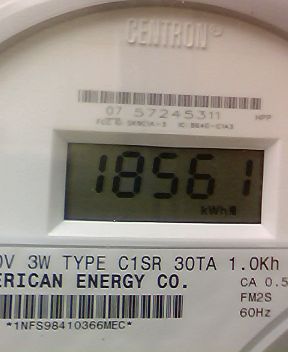 CENTRON®
07 57245311
HPP
18561
kWh
0V 3W TYPE C1SR 30TA 1.0Kh
ERICAN ENERGY CO.
CA 0.5
FM2S
60Hz
*1NFS98410366MEC*